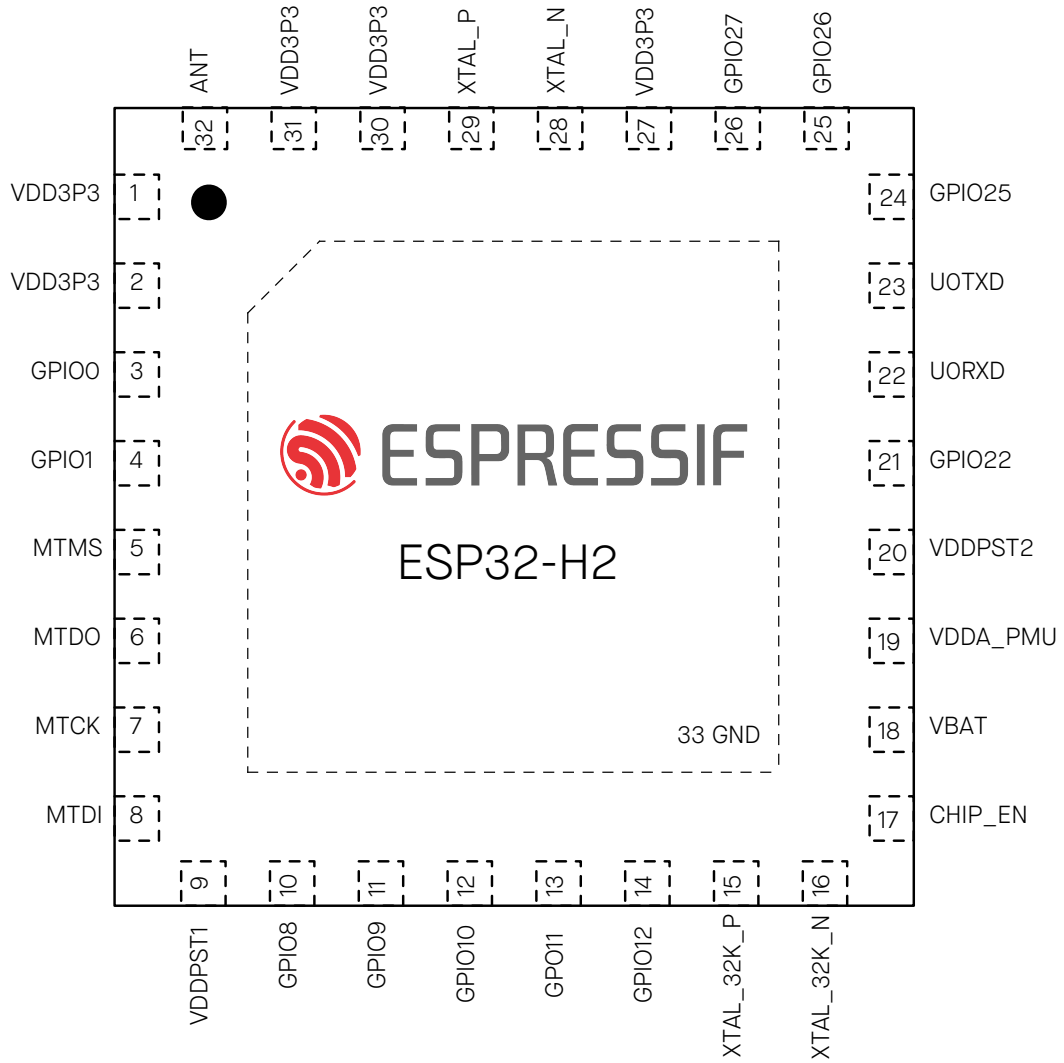 ANT
VDD3P3
VDD3P3
XTAL_P
XTAL_N
VDD3P3
GPIO27
GPIO26
32
31
30
29
28
27
26
25
VDD3P3 1
24 GPIO25
VDD3P3 2
23 U0TXD
GPIO0 3
22 U0RXD
GPIO1 4
21 GPIO22
ESPRESSIF
MTMS 5
20 VDDPST2
ESP32-H2
MTDO 6
19 VDDA_PMU
MTCK 7
18 VBAT
33 GND
MTDI 8
17 CHIP_EN
9
10
11
12
13
14
15
16
VDDPST1
GPIO8
GPIO9
GPIO10
GPO11
GPIO12
XTAL_32K_P
XTAL_32K_N